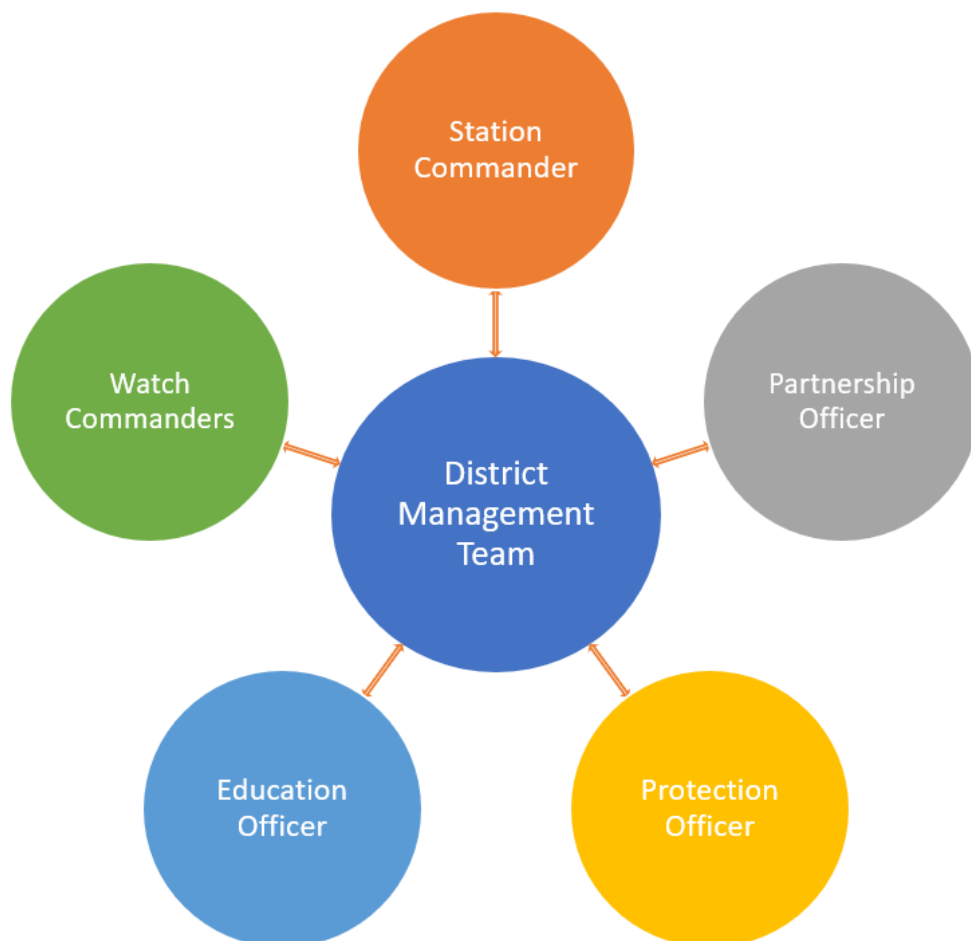 Station
Commander
Watch
Commanders
Partnership
Officer
District
Management
Team
Education
Officer
Protection
Officer